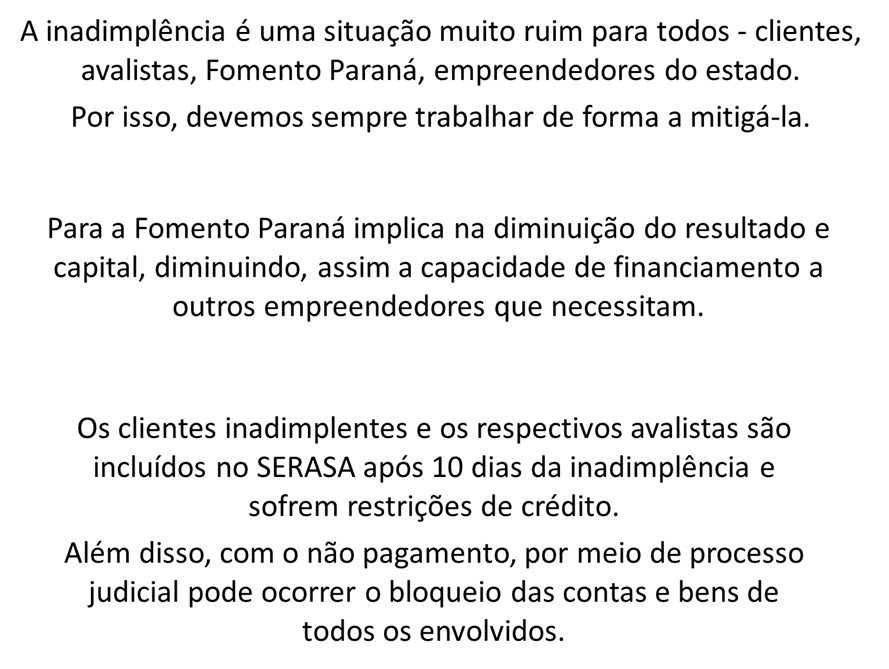 A inadimplência é uma situação muito ruim para todos - clientes,
avalistas, Fomento Paraná, empreendedores do estado.
Por isso, devemos sempre trabalhar de forma a mitigá-la.
Para a Fomento Paraná implica na diminuição do resultado e
capital, diminuindo, assim a capacidade de financiamento a
outros empreendedores que necessitam.
Os clientes inadimplentes e os respectivos avalistas são
incluídos no SERASA após 10 dias da inadimplência e
sofrem restrições de crédito.
Além disso, com o não pagamento, por meio de processo
judicial pode ocorrer o bloqueio das contas e bens de
todos os envolvidos.